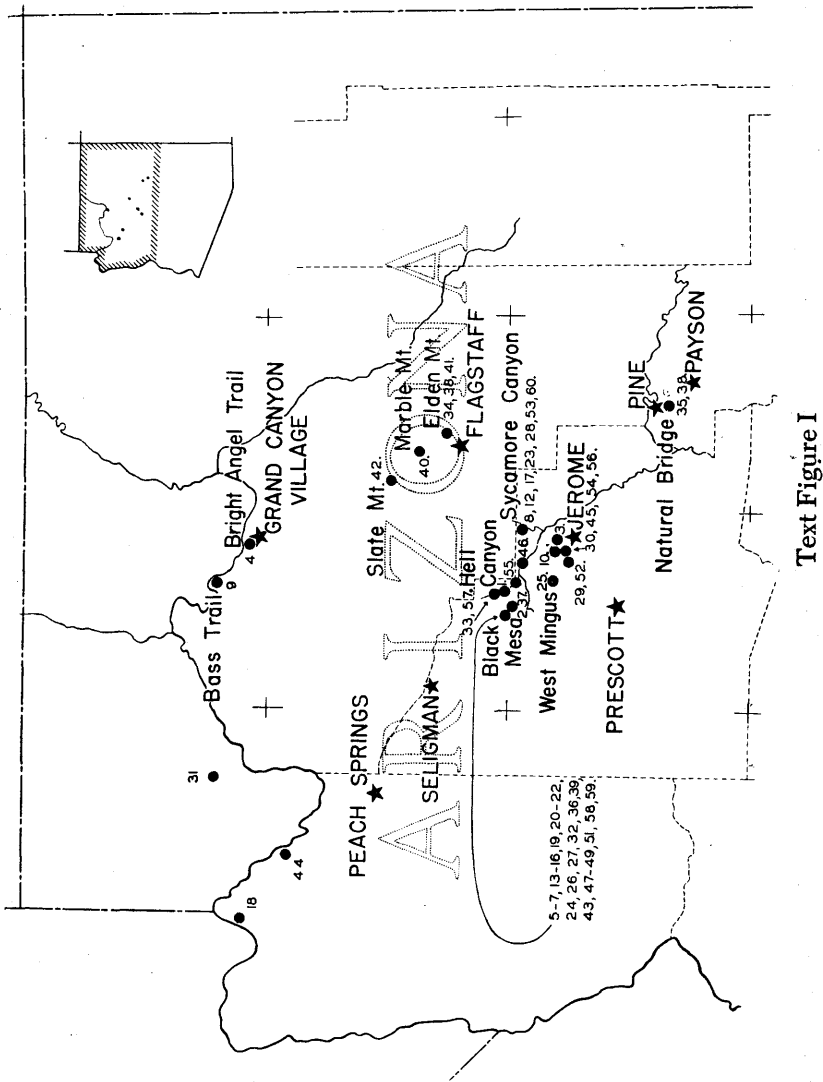 Bright Angel Trail
GRAND CANYON
VILLAGE
Bass Trail
4
9
31
44
18
PEACH SPRINGS
SELIGMAN
ARIZONA
Slate Mt.
42.
Marble Mt.
40.
Elden Mt.
34, 38, 41.
FLAGSTAFF
Sycamore Canyon
8, 12, 17, 23, 28, 53, 60.
Hell
Canyon
33, 57.
Black
Mesa
2, 37.
1, 55.
46.
West Mingus
25.
10.
3.
JEROME
30, 45, 54, 56.
29, 52.
PRESCOTT
5-7, 13-16, 19, 20-22,
24, 26, 27, 32, 36, 39,
43, 47-49, 51, 58, 59.
PINE
Natural Bridge
35, 38.
PAYSON
Text Figure I